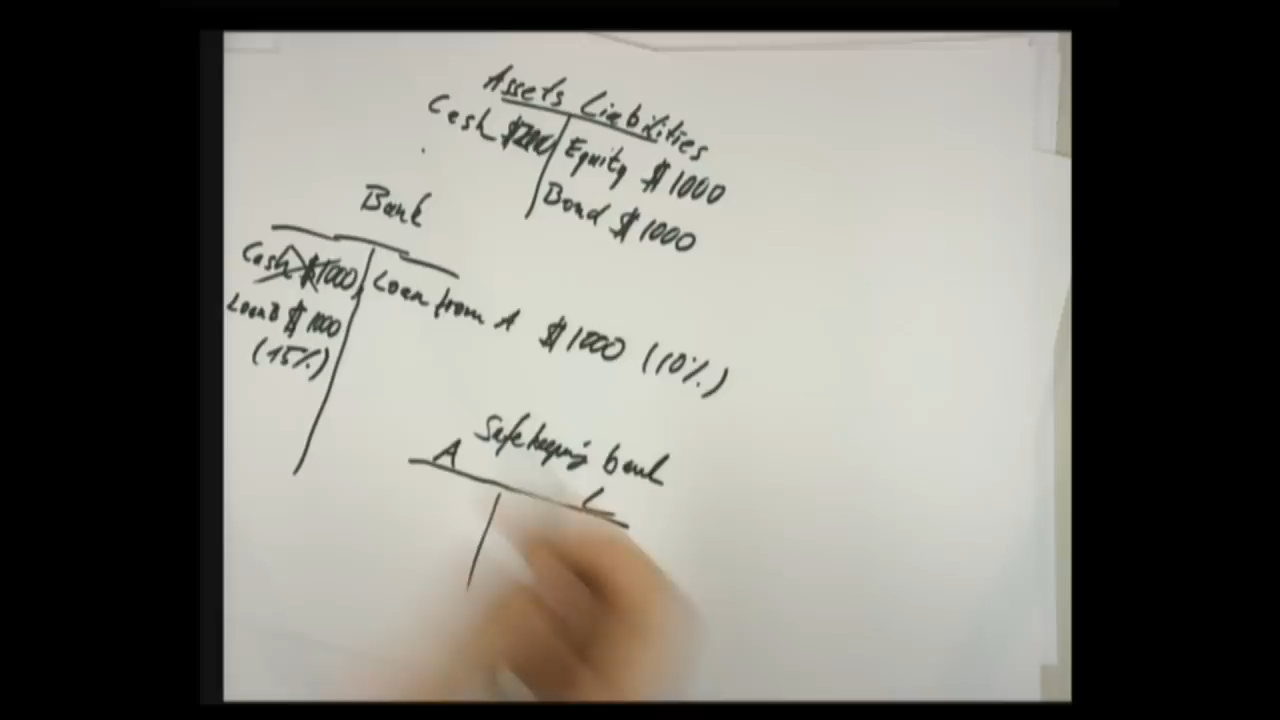 Assets Liabilities
Cash Equity $1000
Bond $1000
Bank
Cash $1000 Loan from A $1000 (10%)
Loan B $1000
(15%)
Safekeeping bank
A L